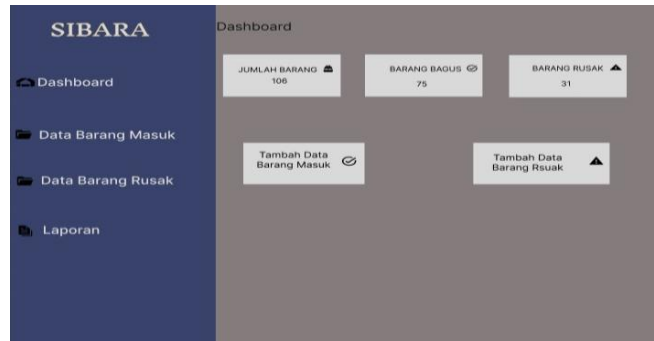 SIBARA
Dashboard
Data Barang Masuk
Data Barang Rusak
Laporan
Dashboard
JUMLAH BARANG
106
BARANG BAGUS
75
BARANG RUSAK
31
Tambah Data
Barang Masuk
Tambah Data
Barang Rsuak